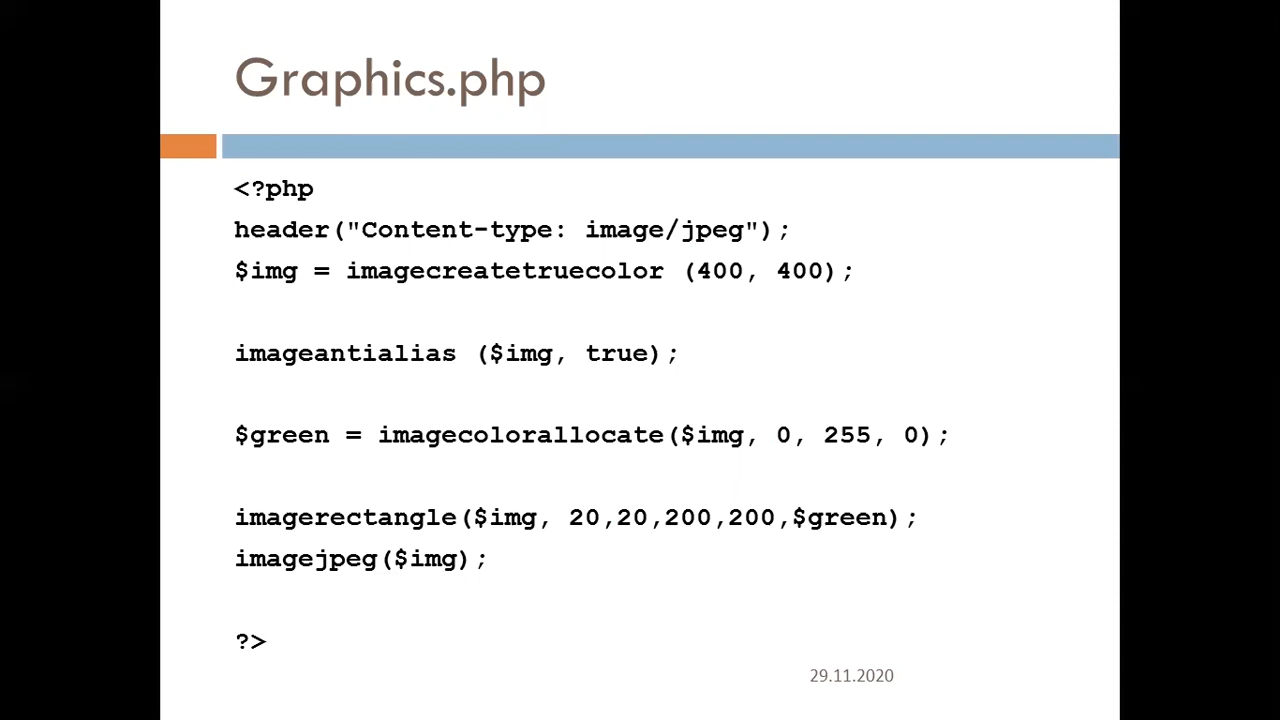 Graphics.php
<?php
header("Content-type: image/jpeg");
$img = imagecreatetruecolor (400, 400);
imageantialias ($img, true);
$green = imagecolorallocate($img, 0, 255, 0);
imagerectangle($img, 20,20,200,200,$green);
imagejpeg($img);
?>
29.11.2020